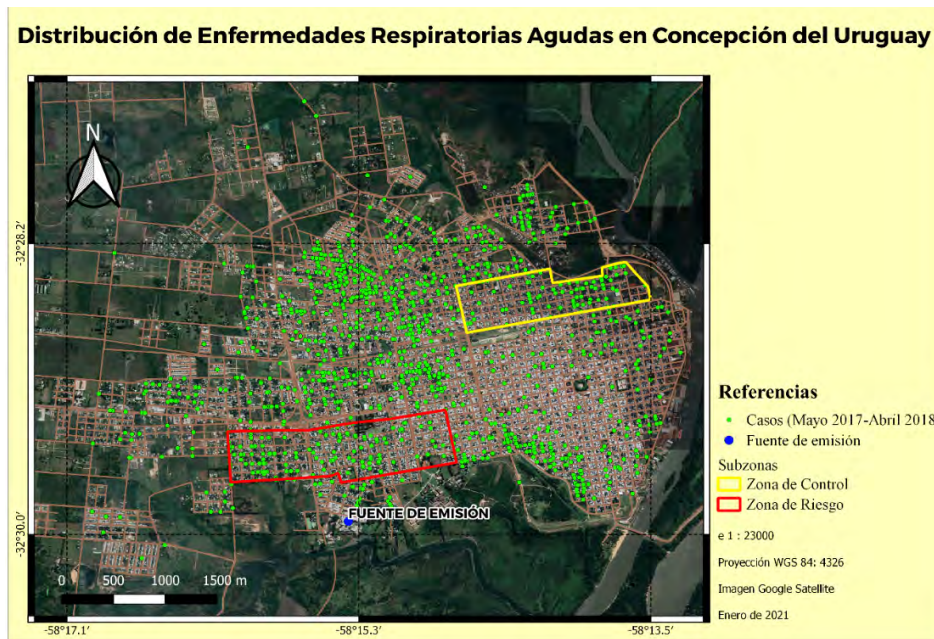 Distribución de Enfermedades Respiratorias Agudas en Concepción del Uruguay
N
-32°28.2'
-32°30.0'
FUENTE DE EMISIÓN
0 500 1000 1500 m
-58°17.1' -58°15.3' -58°13.5'
Referencias
Casos (Mayo 2017-Abril 2018
Fuente de emisión
Subzonas
Zona de Control
Zona de Riesgo
e 1 : 23000
Proyección WGS 84: 4326
Imagen Google Satellite
Enero de 2021